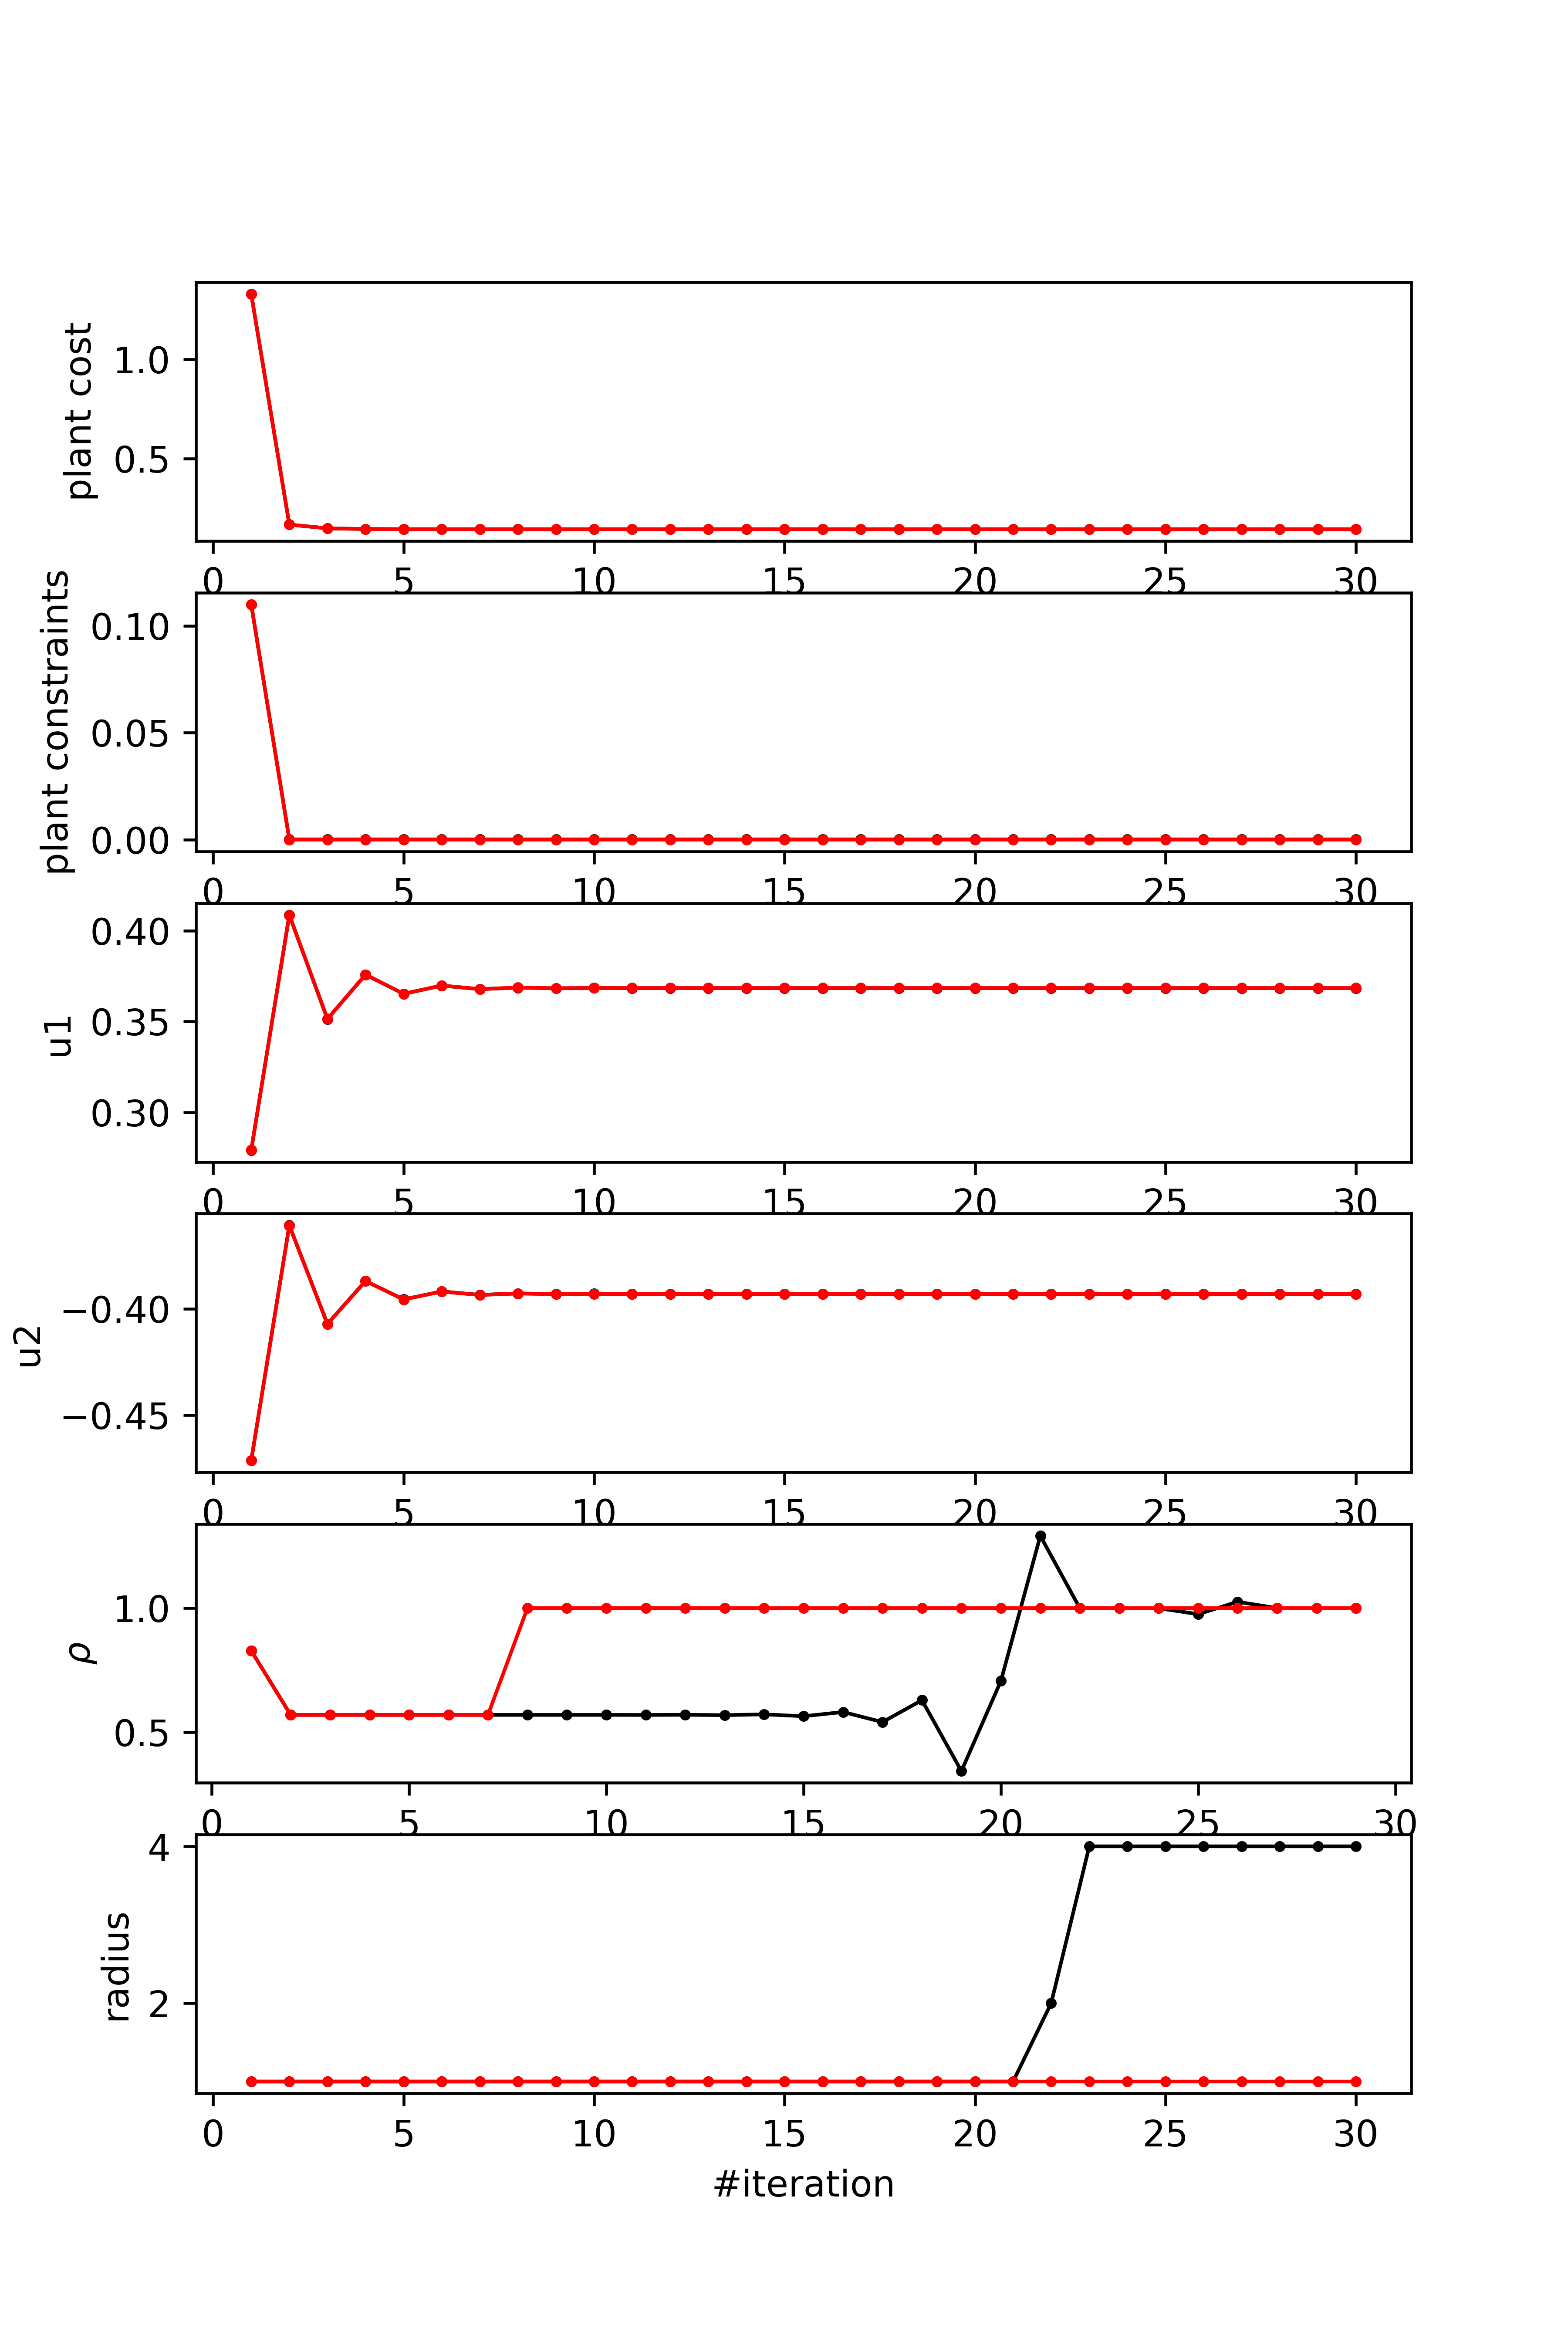 plant cost
1.0
0.5
0 5 10 15 20 25 30
plant constraints
0.10
0.05
0.00
0 5 10 15 20 25 30
u1
0.40
0.35
0.30
0 5 10 15 20 25 30
u2
−0.40
−0.45
0 5 10 15 20 25 30
ρ
1.0
0.5
0 5 10 15 20 25 30
radius
4
2
0 5 10 15 20 25 30
#iteration